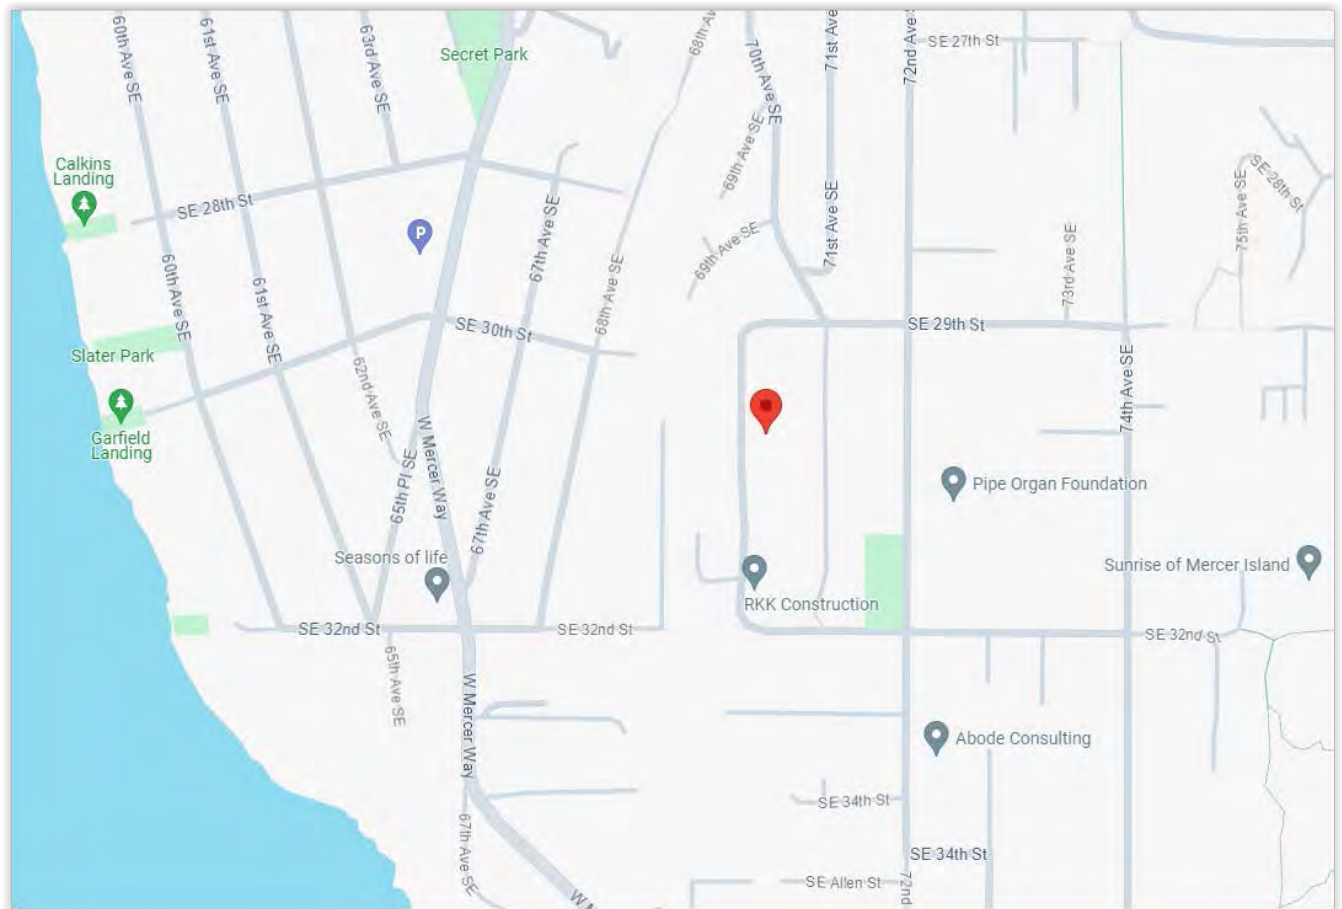 60th Ave SE
61st Ave SE
63rd Ave SE
Secret Park
68th Av
70th Ave SE
71st Ave
72nd Ave
SE 27th St
Calkins
Landing
SE 28th St
P
69th Ave SE
SE 28th St
75th Ave SE
67th Ave SE
71st Ave SE
69th Ave SE
73rd Ave SE
60th Ave SE
61st Ave SE
68th Ave SE
SE 30th St
SE 29th St
Slater Park
62nd Ave SE
74th Ave SE
Garfield
Landing
W Mercer Way
65th Pl SE
67th Ave SE
Pipe Organ Foundation
Seasons of life
Sunrise of Mercer Island
RKK Construction
SE 32nd St
SE 32nd St
SE 32nd St
65th Ave SE
W Mercer Way
Abode Consulting
SE 34th St
67th Ave SE
SE 34th St
SE Allen St
72nd
W M